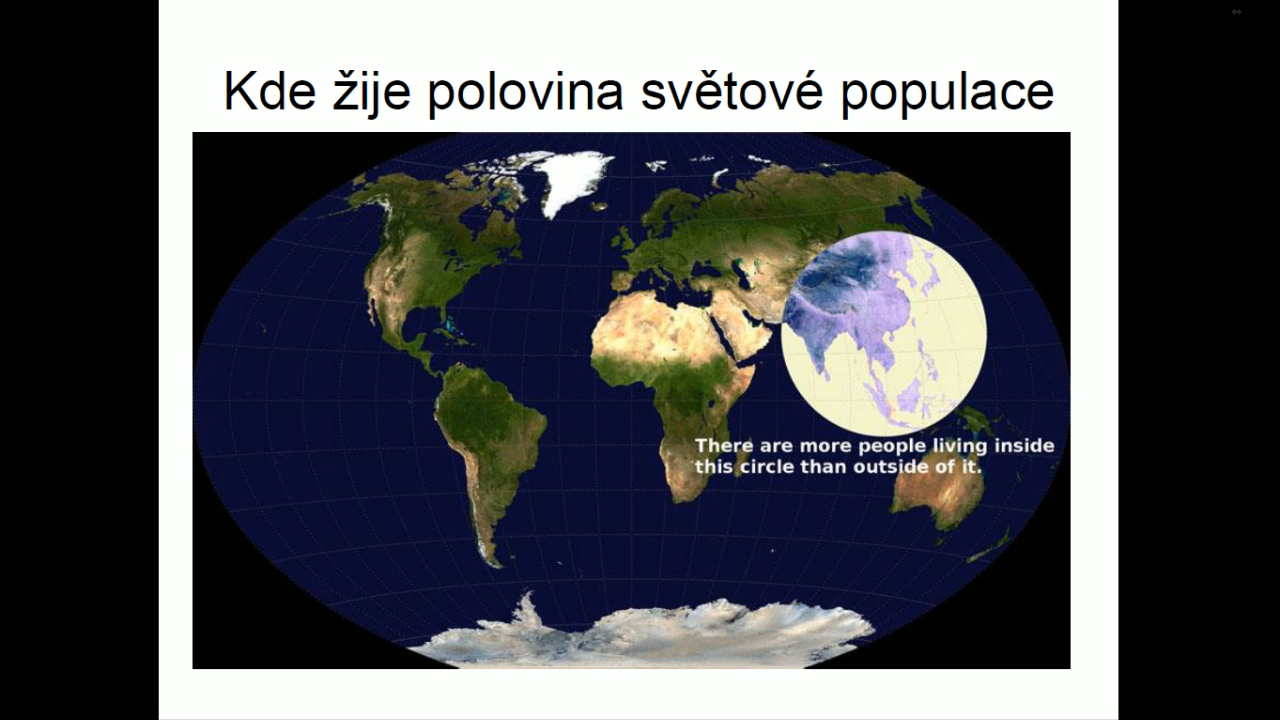 Kde žije polovina světové populace
There are more people living inside
this circle than outside of it.